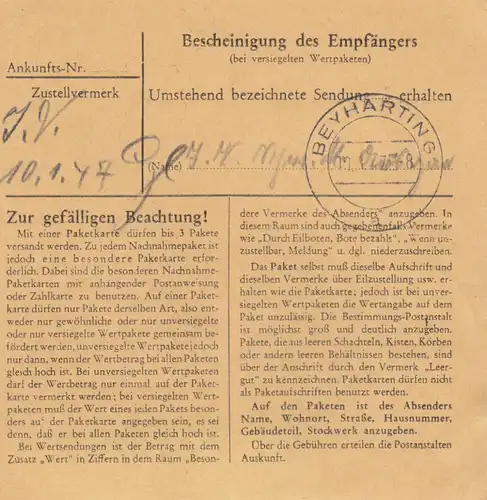 Bescheinigung des Empfängers
(bei versiegelten Wertpaketen)
Ankunfts-Nr.
Zustellvermerk
Umstehend bezeichnete Sendung erhalten
I. V.
10.1.47
(Name)
BEYHARTING
a
Zur gefälligen Beachtung!
Mit einer Paketkarte dürfen bis 3 Pakete
versandt werden. Zu jedem Nachnahmepaket ist
jedoch eine besondere Paketkarte erfor-
derlich. Dabei sind die besonderen Nachnahme-
Paketkarten mit anhängender Postanweisung
oder Zahlkarte zu benutzen. Auf einer Paket-
karte dürfen nur Pakete derselben Art, also ent-
weder nur gewöhnliche oder nur unversiegelte
oder nur versiegelte Wertpakete gemeinsam be-
fördert werden, unversiegelte Wertpakete jedoch
nur dann, wenn der Wertbetrag bei allen Paketen
gleich hoch ist. Bei unversiegelten Wertpaketen
darf der Wertbetrag nur einmal auf der Paket-
karte vermerkt werden; bei versiegelten Wert-
paketen muß der Wert eines jeden Pakets beson-
ders auf der Paketkarte angegeben sein, es sei
denn, daß er bei allen Paketen gleich hoch ist.
Bei Wertsendungen ist der Betrag mit dem
Zusatz „Wert" in Ziffern in dem Raum „Beson-
dere Vermerke des Absenders" anzugeben. In
diesem Raum sind auch gegebenenfalls Vermerke
wie „Durch Eilboten, Bote bezahlt", „Wenn un-
zustellbar, Meldung" u. dgl. niederzuschreiben.
Das Paket selbst muß dieselbe Aufschrift und
dieselben Vermerke über Eilzustellung usw. er-
halten wie die Paketkarte; jedoch ist bei unver-
siegelten Wertpaketen die Wertangabe auf dem
Paket unzulässig. Die Bestimmungs-Postanstalt
ist möglichst groß und deutlich anzugeben.
Pakete, die aus leeren Schachteln, Kisten, Körben
oder andern leeren Behältnissen bestehen, sind
über der Anschrift durch den Vermerk „Leer-
gut" zu kennzeichnen. Paketkarten dürfen nicht
als Paketaufschriften benutzt werden.
Auf den Paketen ist des Absenders
Name, Wohnort, Straße, Hausnummer,
Gebäudeteil, Stockwerk anzugeben.
Über die Gebühren erteilen die Postanstalten
Auskunft.